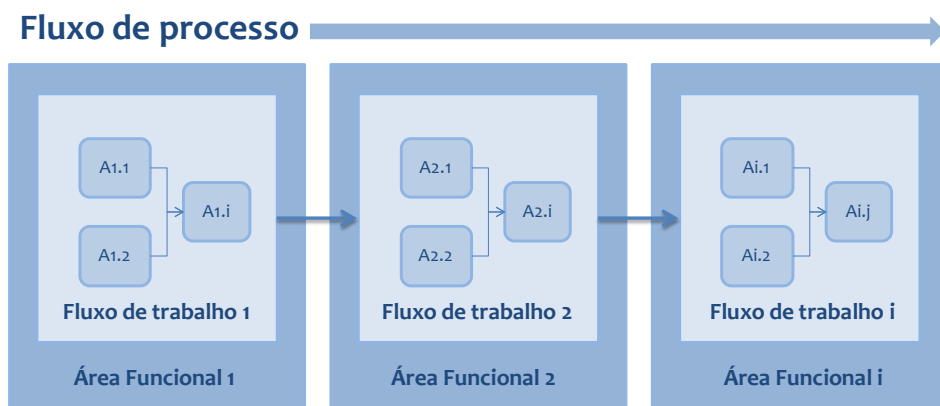 Fluxo de processo
A1.1
A1.2
A1.i
Fluxo de trabalho 1
Área Funcional 1
A2.1
A2.2
A2.i
Fluxo de trabalho 2
Área Funcional 2
Ai.1
Ai.2
Ai.j
Fluxo de trabalho i
Área Funcional i